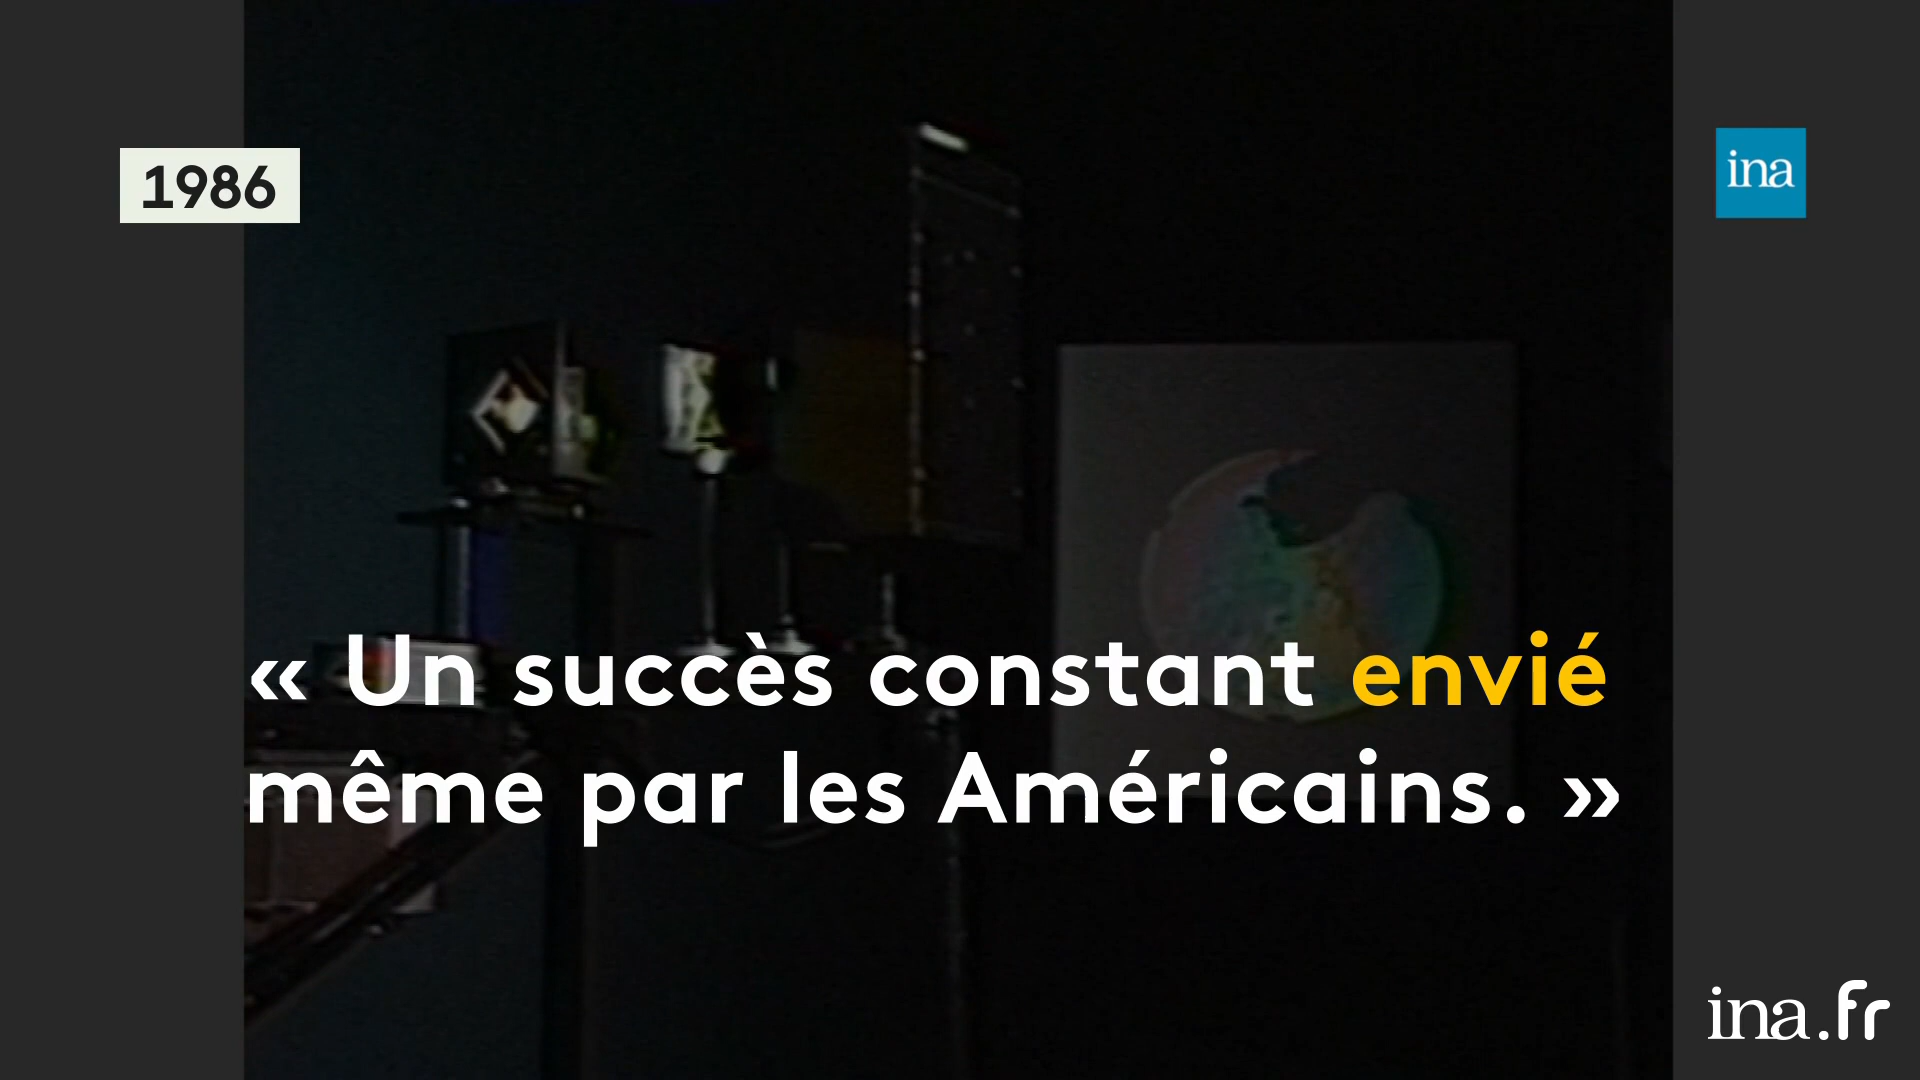 1986
ina
« Un succès constant envié
même par les Américains. »
ina.fr